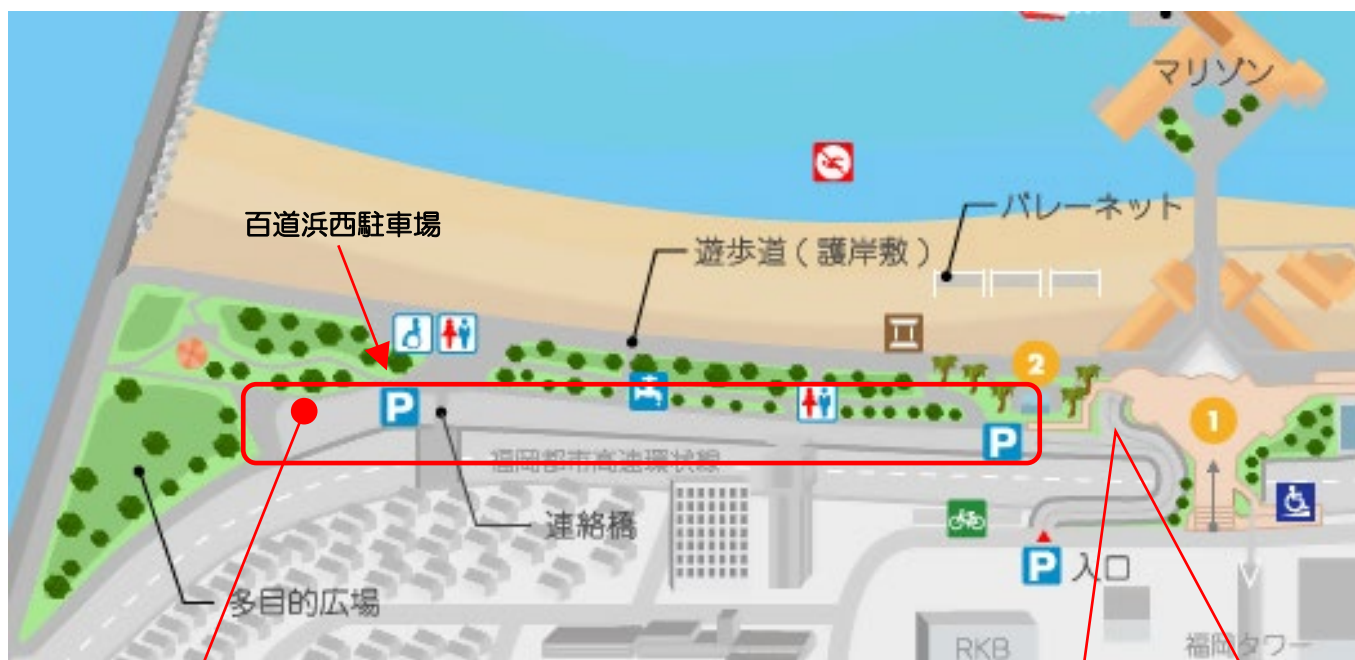 マリゾン
バレーネット
百道浜西駐車場
遊歩道(護岸敷)
2
P
1
P
福岡都市高速環状線
連絡橋
P 入口
多目的広場
RKB
福岡タワー